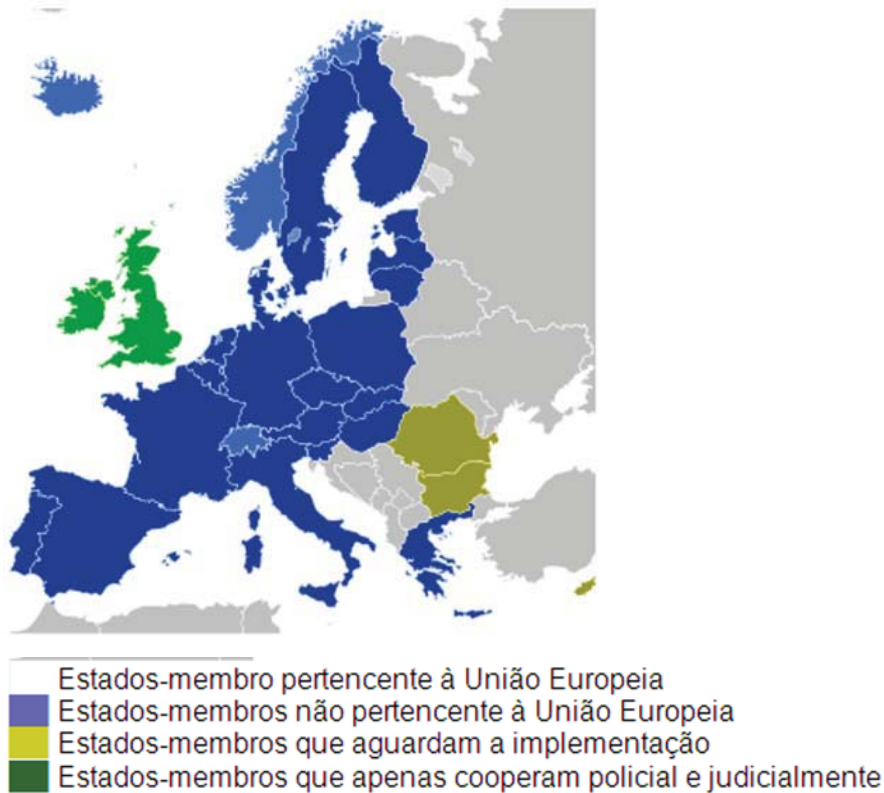 Estados-membro pertencente à União Europeia
Estados-membros não pertencente à União Europeia
Estados-membros que aguardam a implementação
Estados-membros que apenas cooperam policial e judicialmente